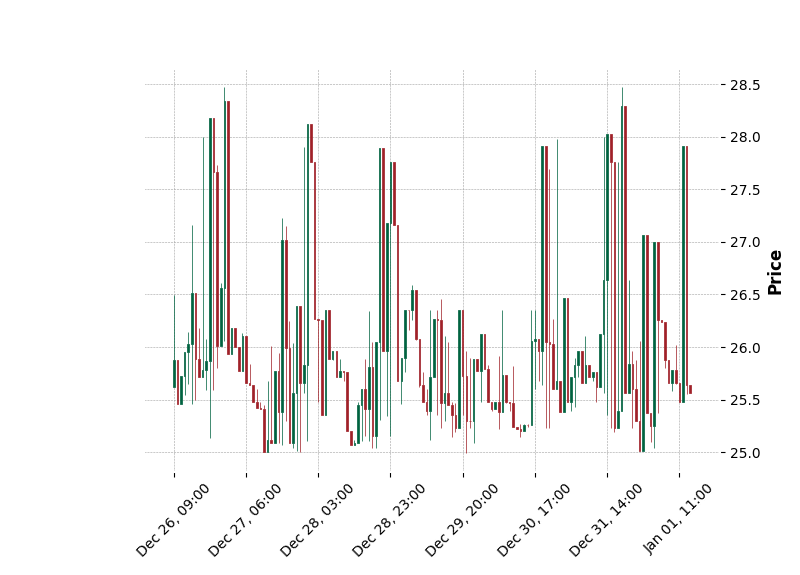 28.5
28.0
27.5
27.0
26.5
26.0
25.5
25.0
Price
Dec 26, 09:00
Dec 27, 06:00
Dec 28, 03:00
Dec 28, 23:00
Dec 29, 20:00
Dec 30, 17:00
Dec 31, 14:00
Jan 01, 11:00